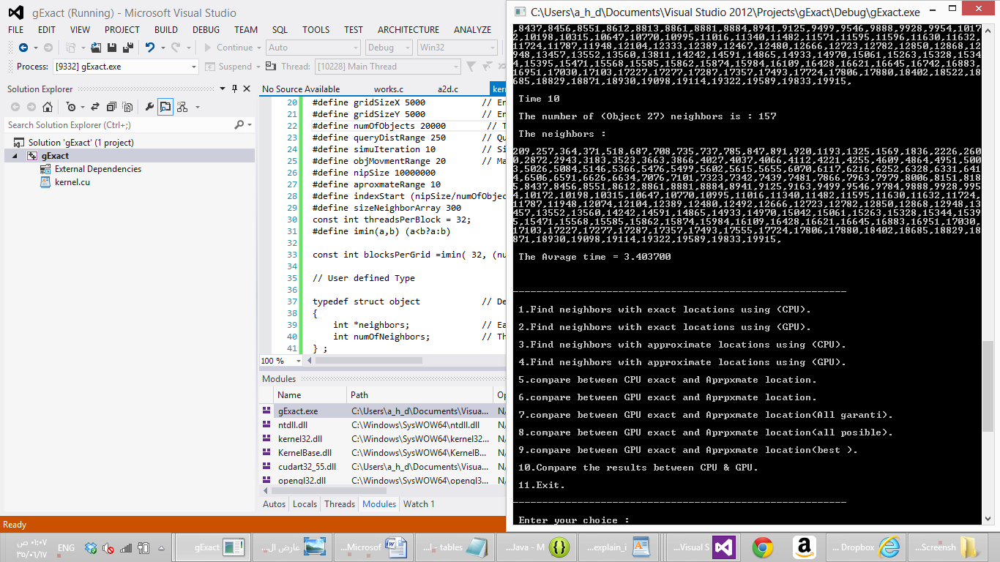 gExact (Running) - Microsoft Visual Studio
FILE EDIT VIEW PROJECT BUILD DEBUG TEAM SQL TOOLS TEST ARCHITECTURE ANALYZE
Continue Auto Debug Win32
Process: [9332] gExact.exe Suspend Thread: [10228] Main Thread
Solution Explorer
Search Solution Explorer (Ctrl+;)
Solution 'gExact' (1 project)
gExact
External Dependencies
kernel.cu
No Source Available works.c a2d.c
20 #define gridSizeX 5000 // En
21 #define gridSizeY 5000 // En
22 #define numOfObjects 20000 // T
23 #define queryDistRange 250 // Qu
24 #define simuIteration 10 // Si
25 #define objMovmentRange 20 // Ma
26 #define nipSize 10000000
27 #define aproxmateRange 10
28 #define indexStart (nipSize/numOfObjec
29 #define sizeNeighborArray 300
30 const int threadsPerBlock = 32;
31 #define imin(a,b) (a<b?a:b)
32
33 const int blocksPerGrid =imin( 32, (nu
34
35 // User defined Type
36
37 typedef struct object // De
38 {
39 int *neighbors; // Ea
40 int numOfNeighbors; // Th
41 } ;
100 %
Modules
Name Path Op
gExact.exe C:\Users\a_h_d\Documents\Visua... N/
ntdll.dll C:\Windows\SysWOW64\ntdll.dll N/
kernel32.dll C:\Windows\SysWOW64\kernel32... N/
KernelBase.dll C:\Windows\SysWOW64\KernelB... N/
cudart32_55.dll C:\Users\a_h_d\Documents\Visua... N/
opengl32.dll C:\Windows\SysWOW64\opengl3... N/
Autos Locals Threads Modules Watch 1
Ready
C:\Users\a_h_d\Documents\Visual Studio 2012\Projects\gExact\Debug\gExact.exe
,8437,8456,8551,8612,8813,8861,8881,8884,8941,9125,9499,9546,9888,9928,9954,1017
2,10198,10315,10647,10770,10995,11016,11340,11482,11571,11595,11596,11630,11632,
11724,11787,11948,12104,12333,12389,12467,12480,12666,12723,12782,12850,12868,12
948,13457,13552,13560,13811,14242,14591,14865,14933,14970,15061,15263,15328,1534
4,15395,15471,15568,15585,15862,15874,15984,16109,16428,16621,16645,16742,16883,
16951,17030,17103,17227,17277,17287,17357,17493,17724,17806,17880,18402,18522,18
685,18829,18871,18930,19098,19114,19322,19589,19833,19915,
Time 10
The number of (Object 27) neighbors is : 157
The neighbors :
209,257,364,371,518,687,708,735,737,785,847,891,920,1193,1325,1569,1836,2226,260
0,2872,2943,3183,3523,3663,3866,4027,4037,4066,4112,4221,4255,4609,4864,4951,500
3,5026,5084,5146,5366,5476,5499,5602,5615,5655,6070,6117,6216,6252,6328,6331,641
4,6506,6591,6626,6634,7076,7101,7323,7342,7439,7481,7866,7963,7979,8006,8151,818
5,8437,8456,8551,8612,8861,8881,8884,8941,9125,9163,9499,9546,9784,9888,9928,995
4,10172,10198,10315,10647,10770,10995,11016,11340,11482,11595,11630,11632,11724,
11787,11948,12074,12104,12389,12480,12492,12666,12723,12782,12850,12868,12948,13
457,13552,13560,14242,14591,14865,14933,14970,15042,15061,15263,15328,15344,1539
5,15471,15568,15585,15862,15874,15984,16109,16428,16621,16645,16883,16951,17030,
17103,17227,17277,17287,17357,17493,17555,17724,17806,17880,18402,18685,18829,18
871,18930,19098,19114,19322,19589,19833,19915,
The Avrage time = 3.403700
1.Find neighbors with exact locations using (CPU).
2.Find neighbors with exact locations using (GPU).
3.Find neighbors with approximate locations using (CPU).
4.Find neighbors with approximate locations using (GPU).
5.compare between CPU exact and Aprpxmate location.
6.compare between GPU exact and Aprpxmate location.
7.compare between GPU exact and Aprpxmate location(All garanti).
8.compare between GPU exact and Aprpxmate location(all posible).
9.compare between GPU exact and Aprpxmate location(best ).
10.Compare the results between CPU & GPU.
11.Exit.
Enter your choice :
٠١:٠٧ ص
٣٥/٠٦/١٧
ENG gExact ...عارض ال ...Microsof ...ا - tables ...Java - M ...explain_i ...Visual S ...Dropbox ...Screensh